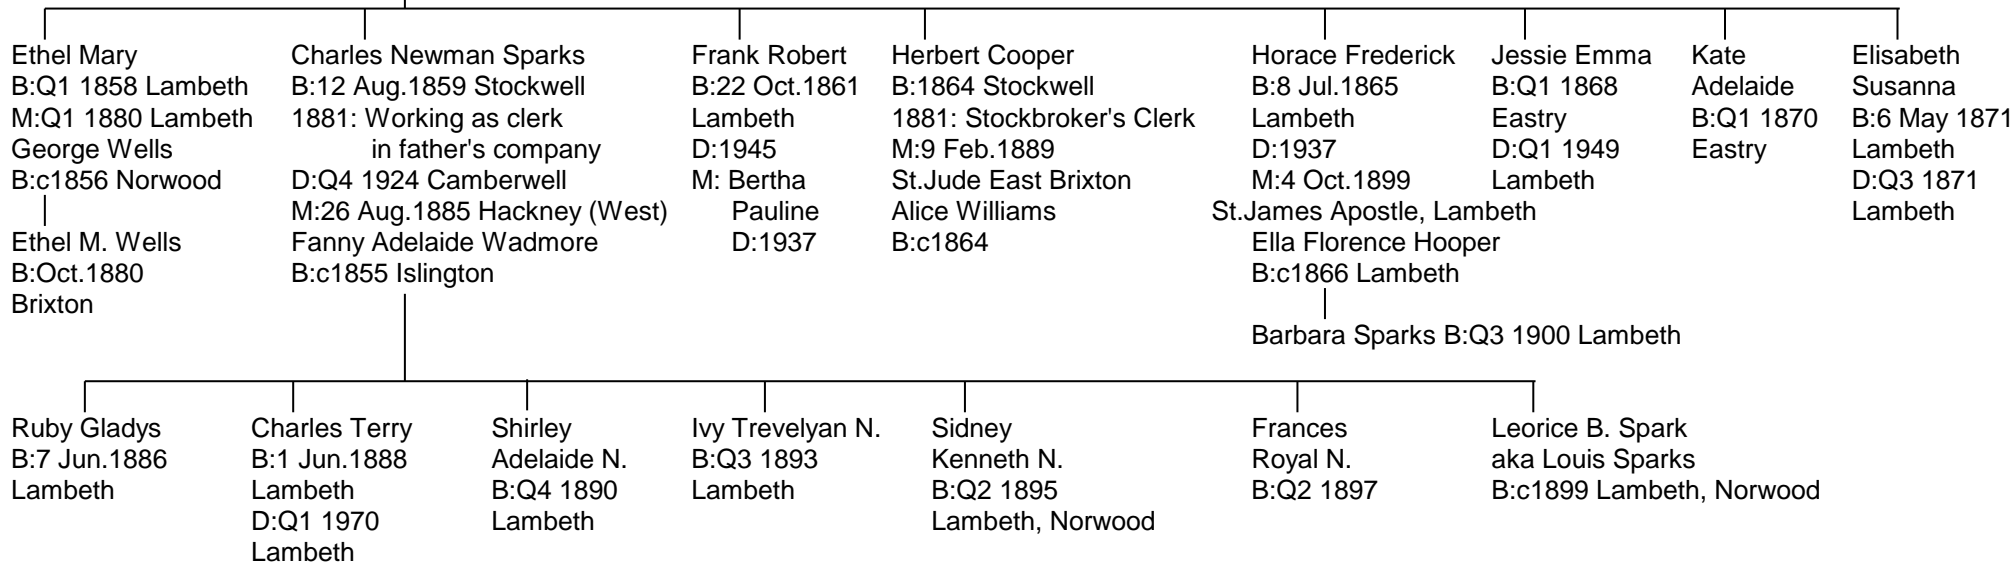 Ethel Mary
B:Q1 1858 Lambeth
M:Q1 1880 Lambeth
George Wells
B:c1856 Norwood
Ethel M. Wells
B:Oct.1880
Brixton
Charles Newman Sparks
B:12 Aug.1859 Stockwell
1881: Working as clerk
in father's company
D:Q4 1924 Camberwell
M:26 Aug.1885 Hackney (West)
Fanny Adelaide Wadmore
B:c1855 Islington
Frank Robert
B:22 Oct.1861
Lambeth
D:1945
M: Bertha
Pauline
D:1937
Herbert Cooper
B:1864 Stockwell
1881: Stockbroker's Clerk
M:9 Feb.1889
St.Jude East Brixton
Alice Williams
B:c1864
Horace Frederick
B:8 Jul.1865
Lambeth
D:1937
M:4 Oct.1899
St.James Apostle, Lambeth
Ella Florence Hooper
B:c1866 Lambeth
Barbara Sparks B:Q3 1900 Lambeth
Jessie Emma
B:Q1 1868
Eastry
D:Q1 1949
Lambeth
Kate
Adelaide
B:Q1 1870
Eastry
Elisabeth
Susanna
B:6 May 1871
Lambeth
D:Q3 1871
Lambeth
Ruby Gladys
B:7 Jun.1886
Lambeth
Charles Terry
B:1 Jun.1888
Lambeth
D:Q1 1970
Lambeth
Shirley
Adelaide N.
B:Q4 1890
Lambeth
Ivy Trevelyan N.
B:Q3 1893
Lambeth
Sidney
Kenneth N.
B:Q2 1895
Lambeth, Norwood
Frances
Royal N.
B:Q2 1897
Leorice B. Spark
aka Louis Sparks
B:c1899 Lambeth, Norwood